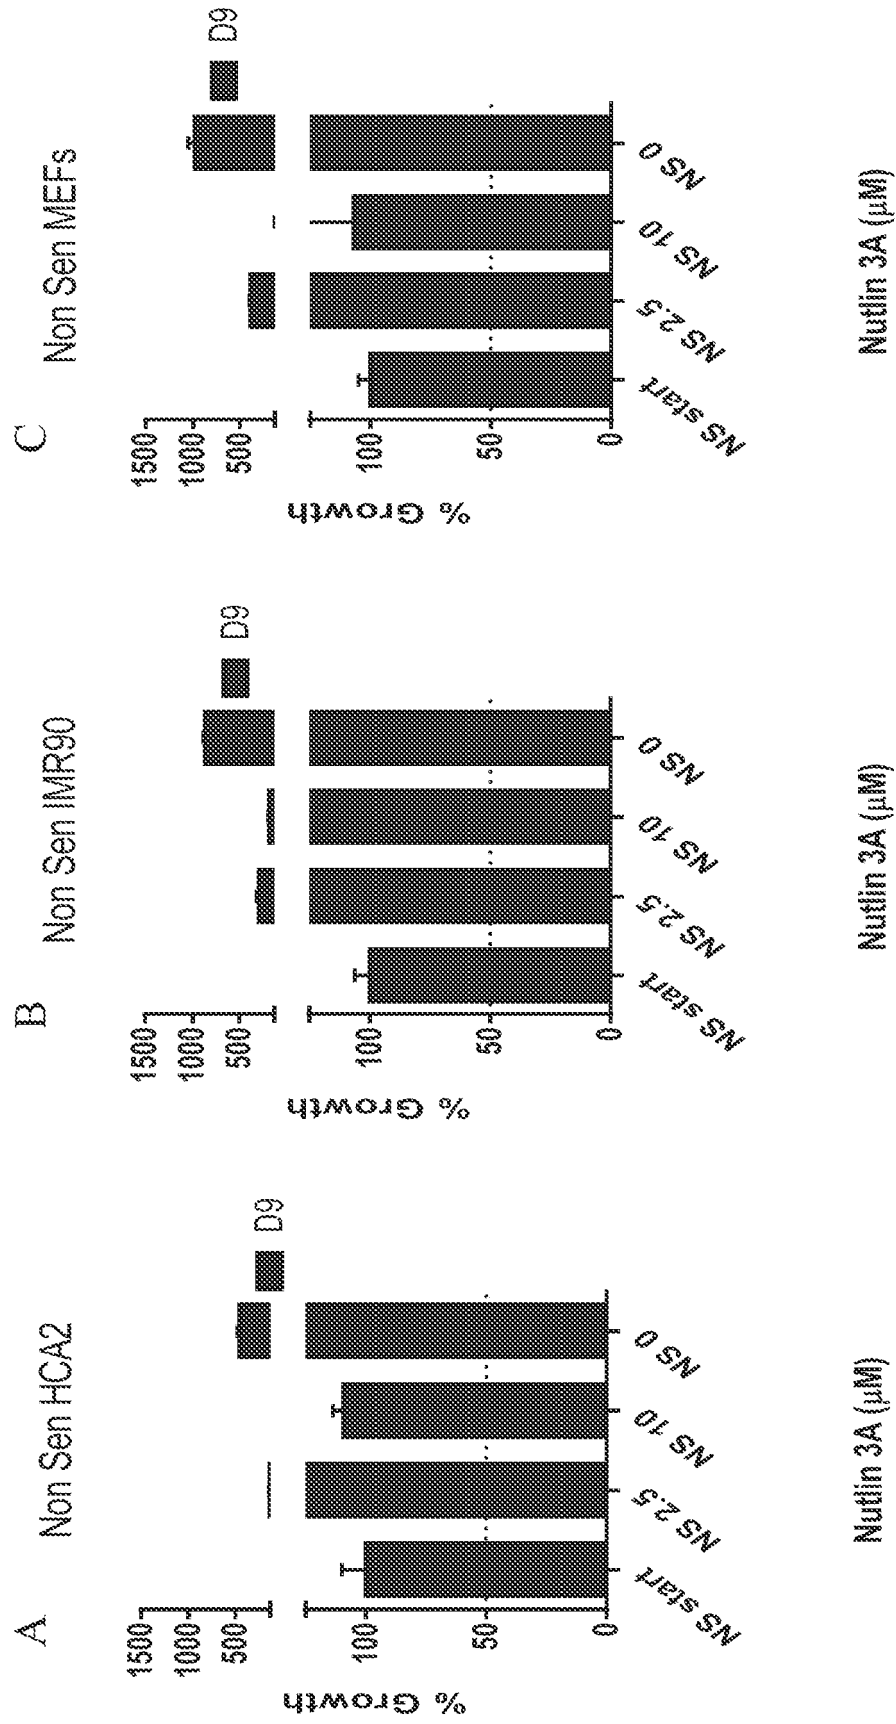 A
Non Sen HCA2
D9
% Growth
1500
1000
500
100
50
0
NS start
NS 2.5
NS 10
NS 0
Nutlin 3A (μM)
B
Non Sen IMR90
D9
% Growth
1500
1000
500
100
50
0
NS start
NS 2.5
NS 10
NS 0
Nutlin 3A (μM)
C
Non Sen MEFs
D9
% Growth
1500
1000
500
100
50
0
NS start
NS 2.5
NS 10
NS 0
Nutlin 3A (μM)